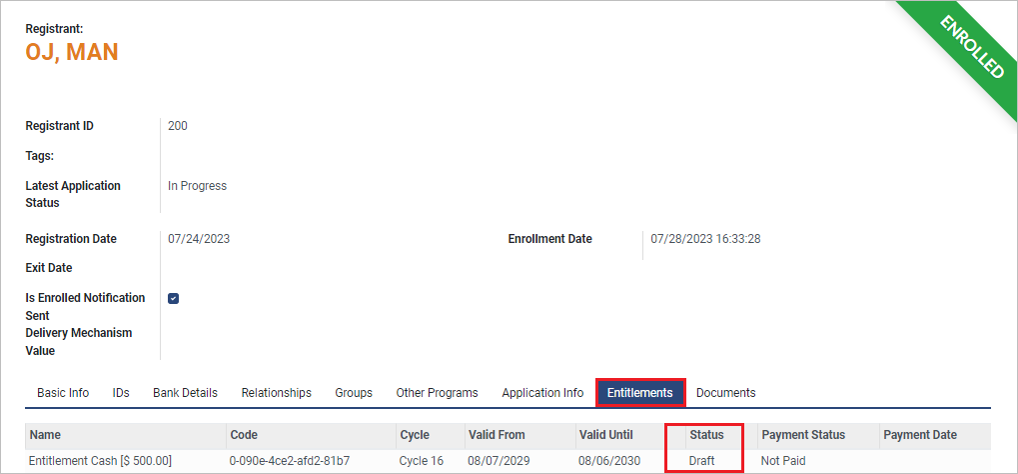 Registrant:
OJ, MAN
ENROLLED
Registrant ID 200
Tags:
Latest Application In Progress
Status
Registration Date 07/24/2023 Enrollment Date 07/28/2023 16:33:28
Exit Date
Is Enrolled Notification
Sent
Delivery Mechanism
Value
Basic Info IDs Bank Details Relationships Groups Other Programs Application Info Entitlements Documents
Name Code Cycle Valid From Valid Until Status Payment Status Payment Date
Entitlement Cash [$ 500.00] 0-090e-4ce2-afd2-81b7 Cycle 16 08/07/2029 08/06/2030 Draft Not Paid